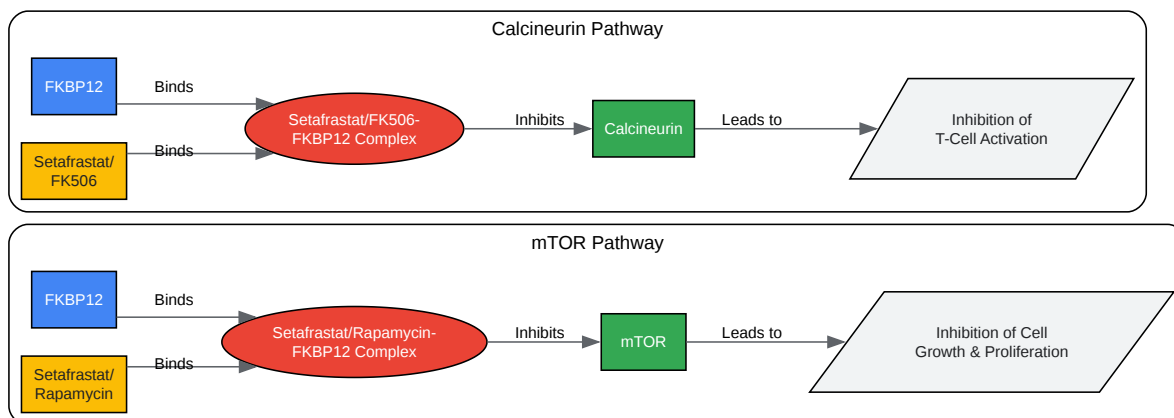 Calcineurin Pathway
FKBP12
Binds
Setafrastat/
FK506
Binds
Setafrastat/FK506-
FKBP12 Complex
Inhibits
Calcineurin
Leads to
Inhibition of
T-Cell Activation
mTOR Pathway
FKBP12
Binds
Setafrastat/
Rapamycin
Binds
Setafrastat/Rapamycin-
FKBP12 Complex
Inhibits
mTOR
Leads to
Inhibition of Cell
Growth & Proliferation